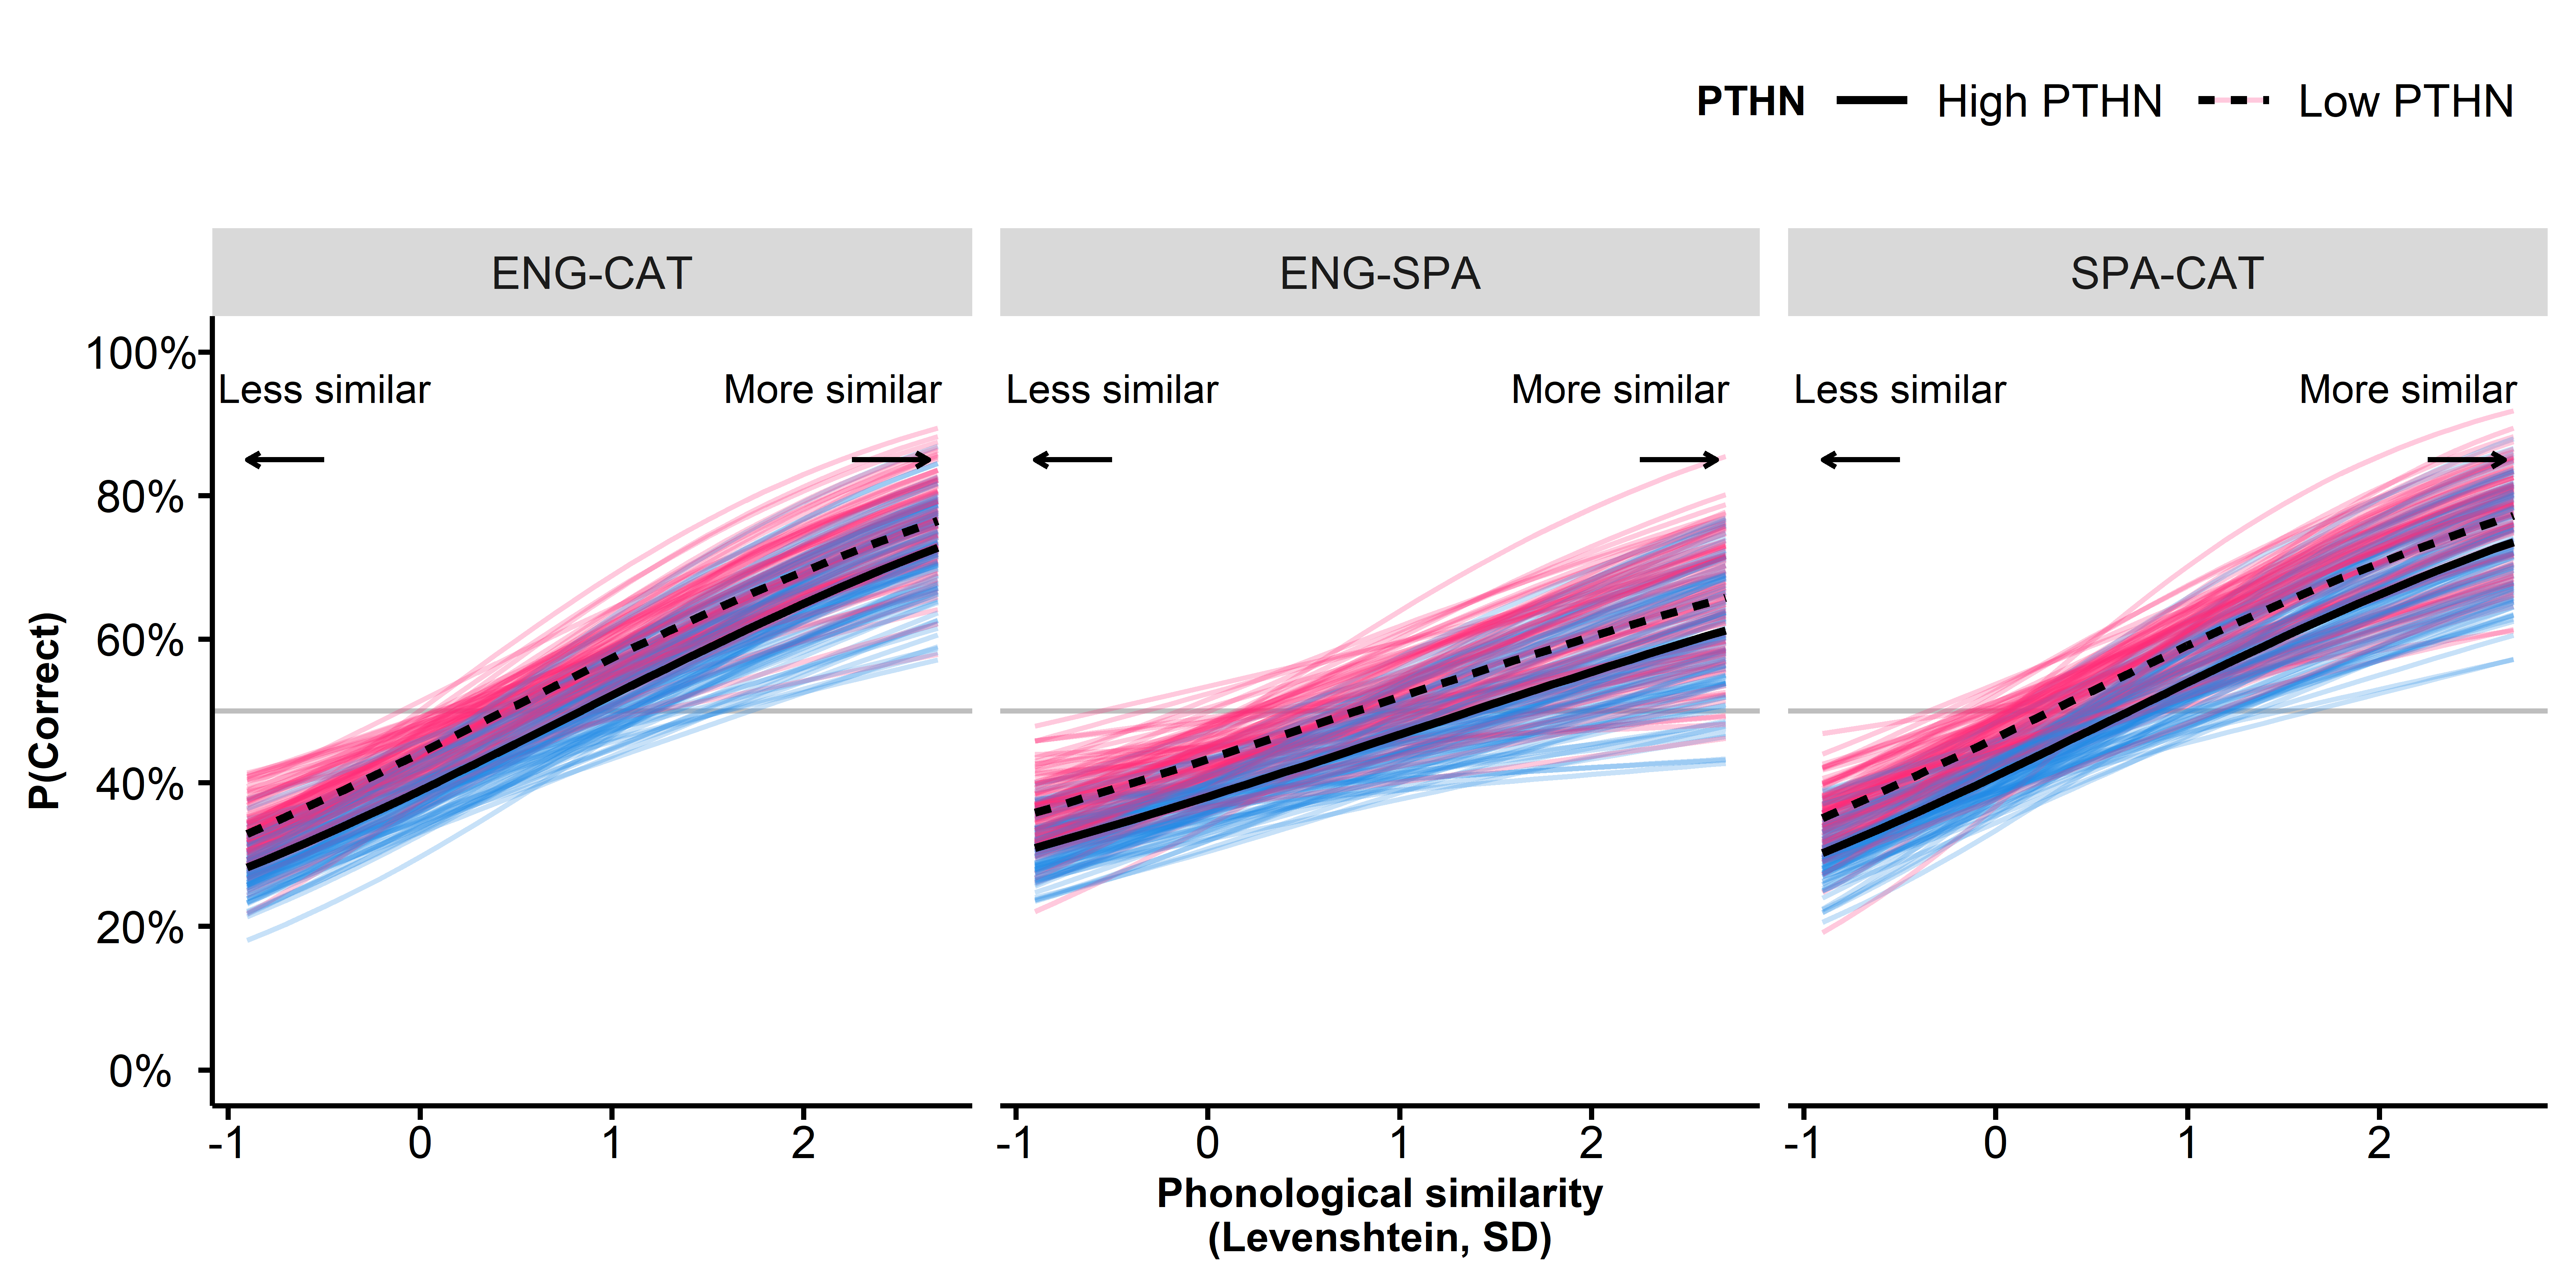 PTHN High PTHN Low PTHN
ENG-CAT ENG-SPA SPA-CAT
100%
Less similar More similar Less similar More similar Less similar More similar
80%
60%
40%
20%
0%
P(Correct)
-1 0 1 2 -1 0 1 2 -1 0 1 2
Phonological similarity
(Levenshtein, SD)